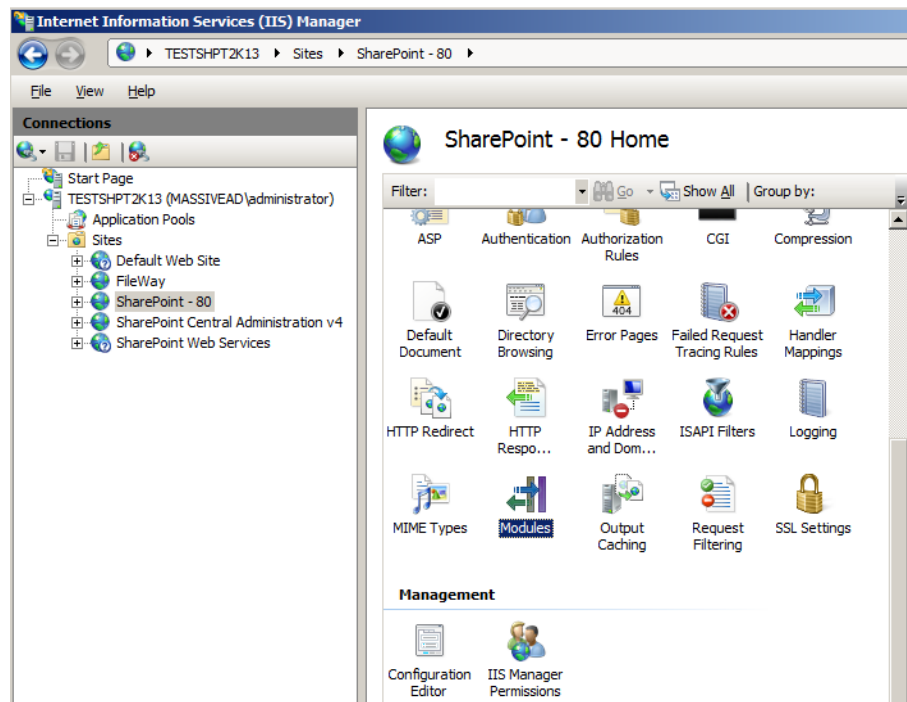 Internet Information Services (IIS) Manager
TESTSHPT2K13 Sites SharePoint - 80
File View Help
Connections
Start Page
TESTSHPT2K13 (MASSIVEAD\administrator)
Application Pools
Sites
Default Web Site
FileWay
SharePoint - 80
SharePoint Central Administration v4
SharePoint Web Services
SharePoint - 80 Home
Filter: Go Show All Group by:
ASP Authentication Authorization CGI Compression
Rules
404
Default Directory Error Pages Failed Request Handler
Document Browsing Tracing Rules Mappings
HTTP Redirect HTTP IP Address ISAPI Filters Logging
Respo... and Dom...
MIME Types Modules Output Request SSL Settings
Caching Filtering
Management
Configuration IIS Manager
Editor Permissions